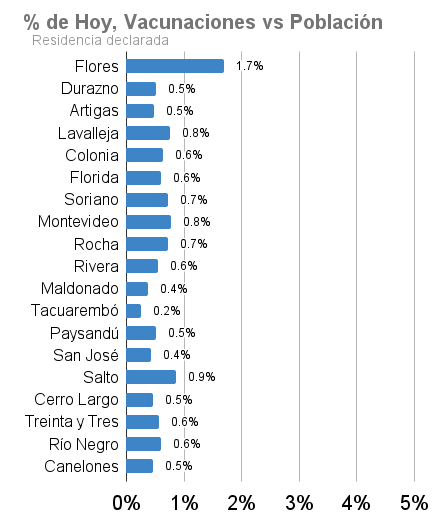 % de Hoy, Vacunaciones vs Población
Residencia declarada
Flores 1.7%
Durazno 0.5%
Artigas 0.5%
Lavalleja 0.8%
Colonia 0.6%
Florida 0.6%
Soriano 0.7%
Montevideo 0.8%
Rocha 0.7%
Rivera 0.6%
Maldonado 0.4%
Tacuarembó 0.2%
Paysandú 0.5%
San José 0.4%
Salto 0.9%
Cerro Largo 0.5%
Treinta y Tres 0.6%
Río Negro 0.6%
Canelones 0.5%
0% 1% 2% 3% 4% 5%